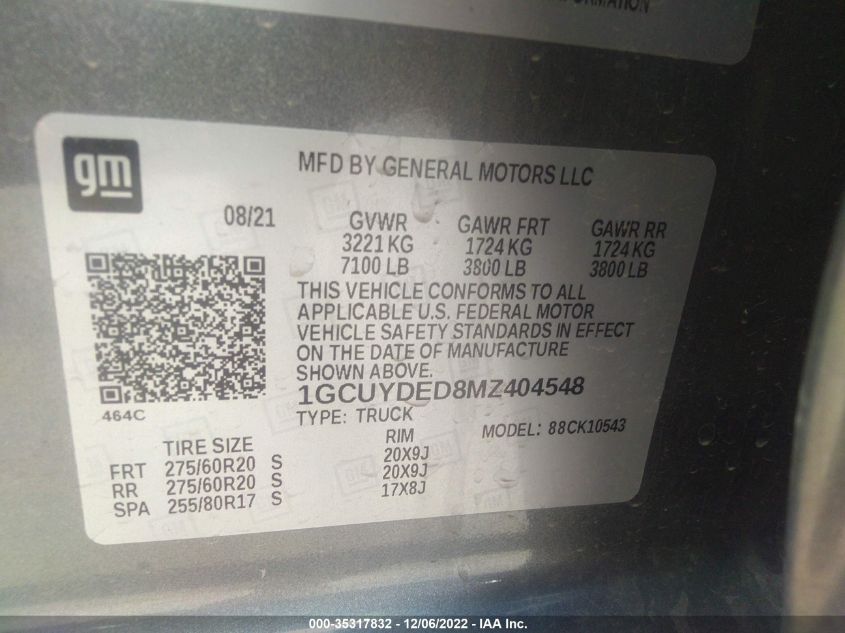 INFORMATION
gm
MFD BY GENERAL MOTORS LLC
08/21
GVWR GAWR FRT GAWR RR
3221 KG 1724 KG 1724 KG
7100 LB 3800 LB 3800 LB
THIS VEHICLE CONFORMS TO ALL
APPLICABLE U.S. FEDERAL MOTOR
VEHICLE SAFETY STANDARDS IN EFFECT
ON THE DATE OF MANUFACTURE
SHOWN ABOVE.
1GCUYDED8MZ404548
464C
TYPE: TRUCK MODEL: 88CK10543
TIRE SIZE RIM
FRT 275/60R20 S 20X9J
RR 275/60R20 S 20X9J
SPA 255/80R17 S 17X8J
000-35317832 - 12/06/2022 - IAA Inc.